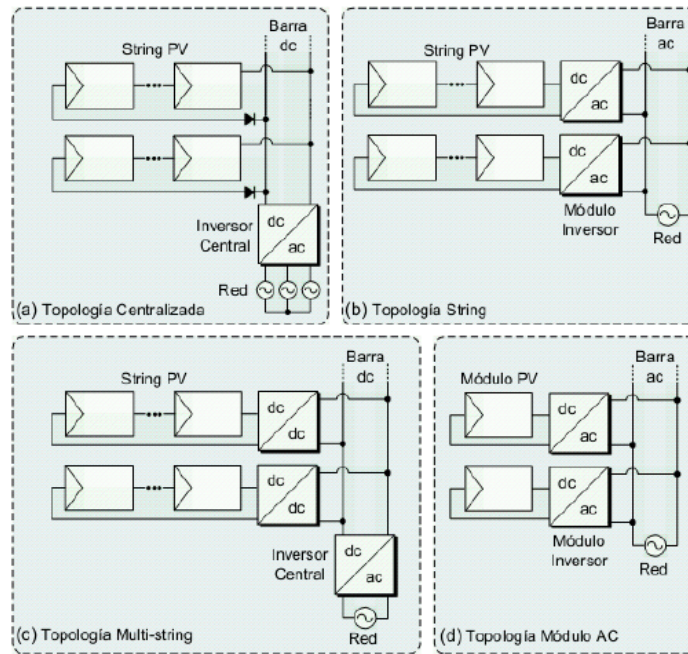 Barra
dc
String PV
Inversor
Central
dc
ac
Red
(a) Topología Centralizada
Barra
ac
String PV
dc
ac
dc
ac
Módulo
Inversor
Red
(b) Topología String
Barra
dc
String PV
dc
dc
dc
dc
Inversor
Central
dc
ac
Red
(c) Topología Multi-string
Barra
ac
Módulo PV
dc
ac
dc
ac
Módulo
Inversor
Red
(d) Topología Módulo AC